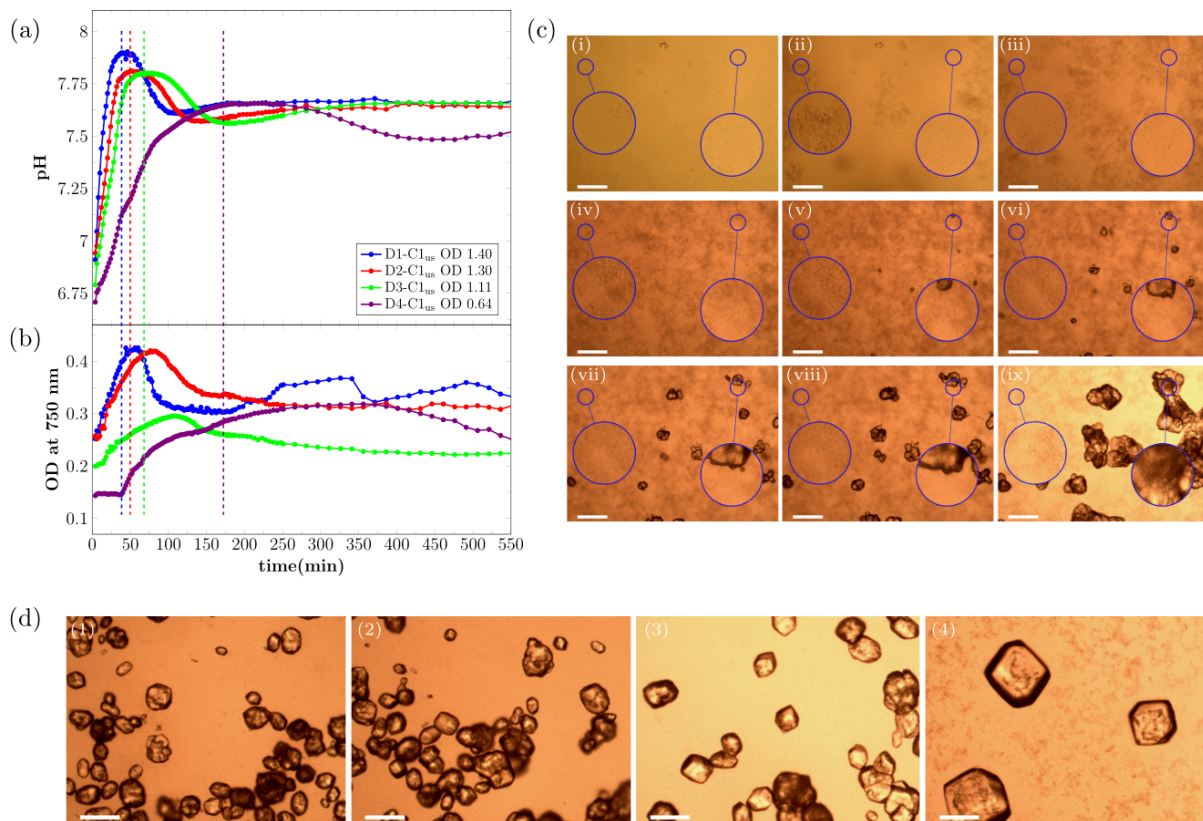 (a)
8
7.75
7.5
7.25
7
6.75
pH
D1-C1us OD 1.40
D2-C1us OD 1.30
D3-C1us OD 1.11
D4-C1us OD 0.64
(b)
0.4
0.3
0.2
0.1
OD at 750 nm
0 50 100 150 200 250 300 350 400 450 500 550
time(min)
(c)
(i)
(ii)
(iii)
(iv)
(v)
(vi)
(vii)
(viii)
(ix)
(d)
(1)
(2)
(3)
(4)